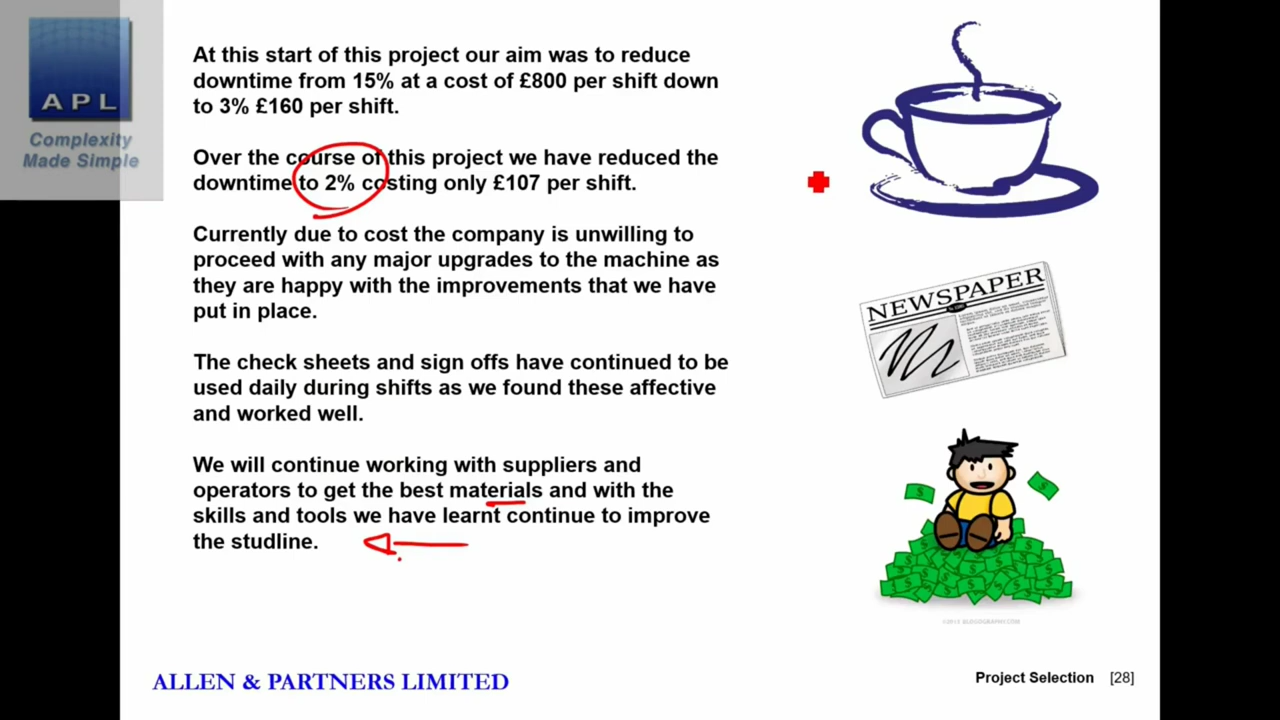 APL
Complexity
Made Simple
At this start of this project our aim was to reduce
downtime from 15% at a cost of £800 per shift down
to 3% £160 per shift.
Over the course of this project we have reduced the
downtime to 2% costing only £107 per shift.
Currently due to cost the company is unwilling to
proceed with any major upgrades to the machine as
they are happy with the improvements that we have
put in place.
The check sheets and sign offs have continued to be
used daily during shifts as we found these affective
and worked well.
We will continue working with suppliers and
operators to get the best materials and with the
skills and tools we have learnt continue to improve
the studline.
NEWSPAPER
ALLEN & PARTNERS LIMITED
Project Selection [28]